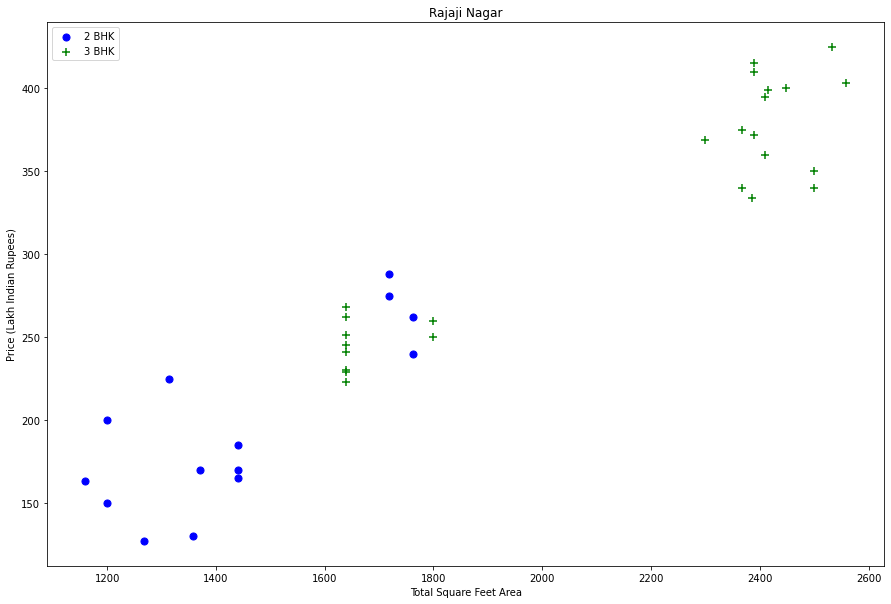 Rajaji Nagar
2 BHK
3 BHK
Price (Lakh Indian Rupees)
400
350
300
250
200
150
1200 1400 1600 1800 2000 2200 2400 2600
Total Square Feet Area